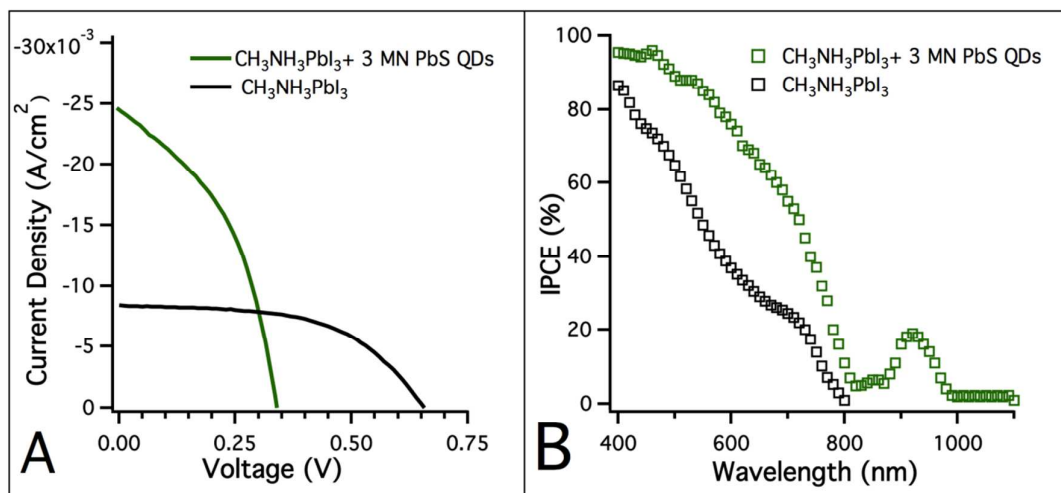 -30x10⁻³
-25
-20
-15
-10
-5
0
Current Density (A/cm²)
CH₃NH₃PbI₃+ 3 MN PbS QDs
CH₃NH₃PbI₃
0.00
0.25
0.50
0.75
Voltage (V)
A
100
80
60
40
20
0
IPCE (%)
CH₃NH₃PbI₃+ 3 MN PbS QDs
CH₃NH₃PbI₃
400
600
800
1000
Wavelength (nm)
B